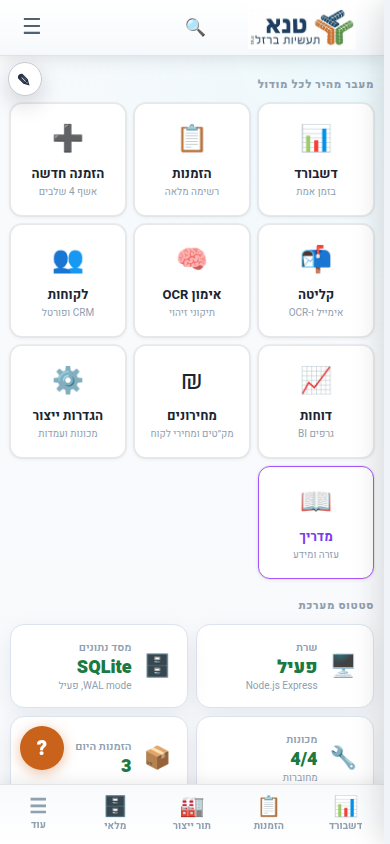 טנא
תעשיות ברזל
מעבר מהיר לכל מודול
דשבורד
בזמן אמת
הזמנות
רשימה מלאה
הזמנה חדשה
אשף 4 שלבים
קליטה
אימייל ו-OCR
אימון OCR
תיקוני זיהוי
לקוחות
CRM ופורטל
דוחות
גרפים BI
₪
מחירונים
מק״טים ומחירי לקוח
הגדרות ייצור
מכונות ועמדות
מדריך
עזרה ומידע
סטטוס מערכת
שרת
פעיל
Node.js Express
מסד נתונים
SQLite
WAL mode, פעיל
מכונות
4/4
מחוברות
הזמנות היום
3
?
דשבורד
הזמנות
תור ייצור
מלאי
עוד